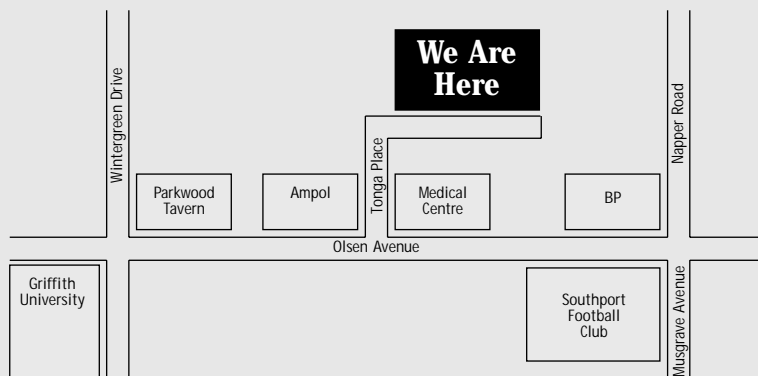 We Are
Here
Wintergreen Drive
Napper Road
Tonga Place
Parkwood
Tavern
Ampol
Medical
Centre
BP
Olsen Avenue
Griffith
University
Southport
Football
Club
Musgrave Avenue